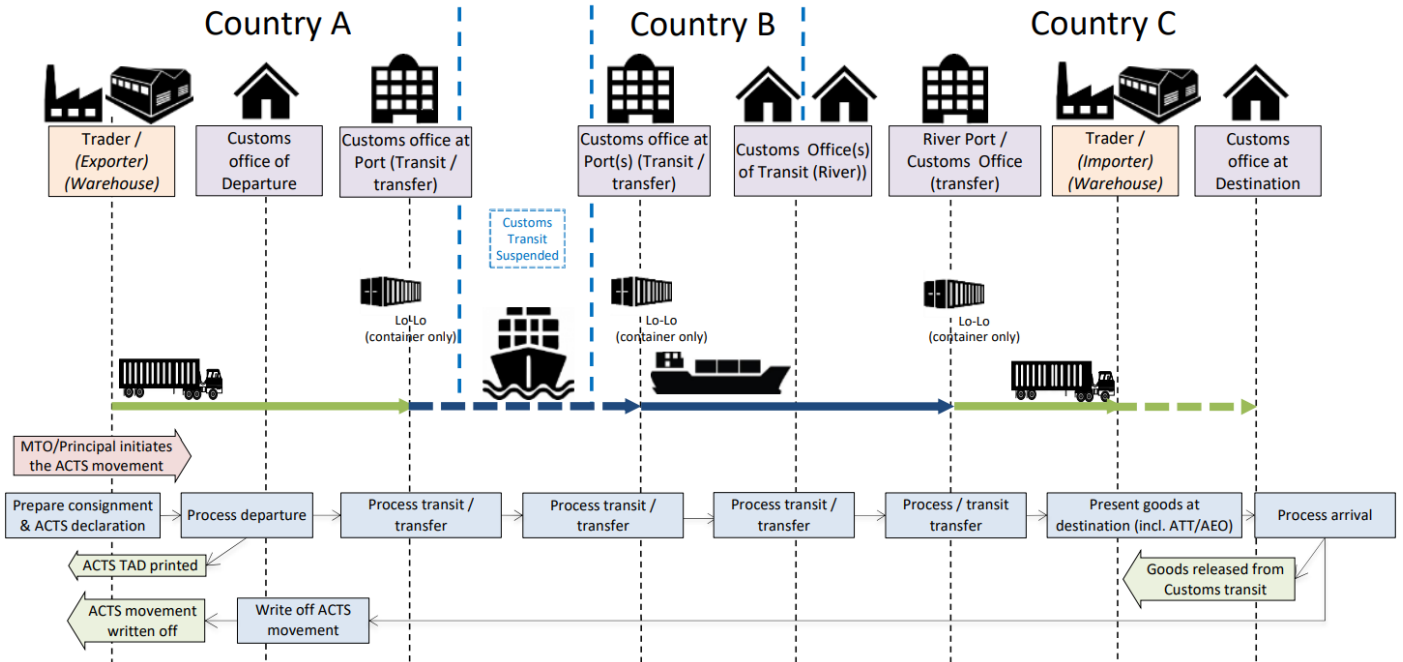 Country A
Country B
Country C
Trader /
(Exporter)
(Warehouse)
Customs
office of
Departure
Customs office at
Port (Transit /
transfer)
Customs office at
Port(s) (Transit /
transfer)
Customs Office(s)
of Transit (River))
River Port /
Customs Office
(transfer)
Trader /
(Importer)
(Warehouse)
Customs
office at
Destination
Customs
Transit
Suspended
Lo-Lo
(container only)
Lo-Lo
(container only)
Lo-Lo
(container only)
MTO/Principal initiates
the ACTS movement
Prepare consignment
& ACTS declaration
Process departure
Process transit /
transfer
Process transit /
transfer
Process transit /
transfer
Process / transit
transfer
Present goods at
destination (incl. ATT/AEO)
Process arrival
ACTS TAD printed
Goods released from
Customs transit
ACTS movement
written off
Write off ACTS
movement